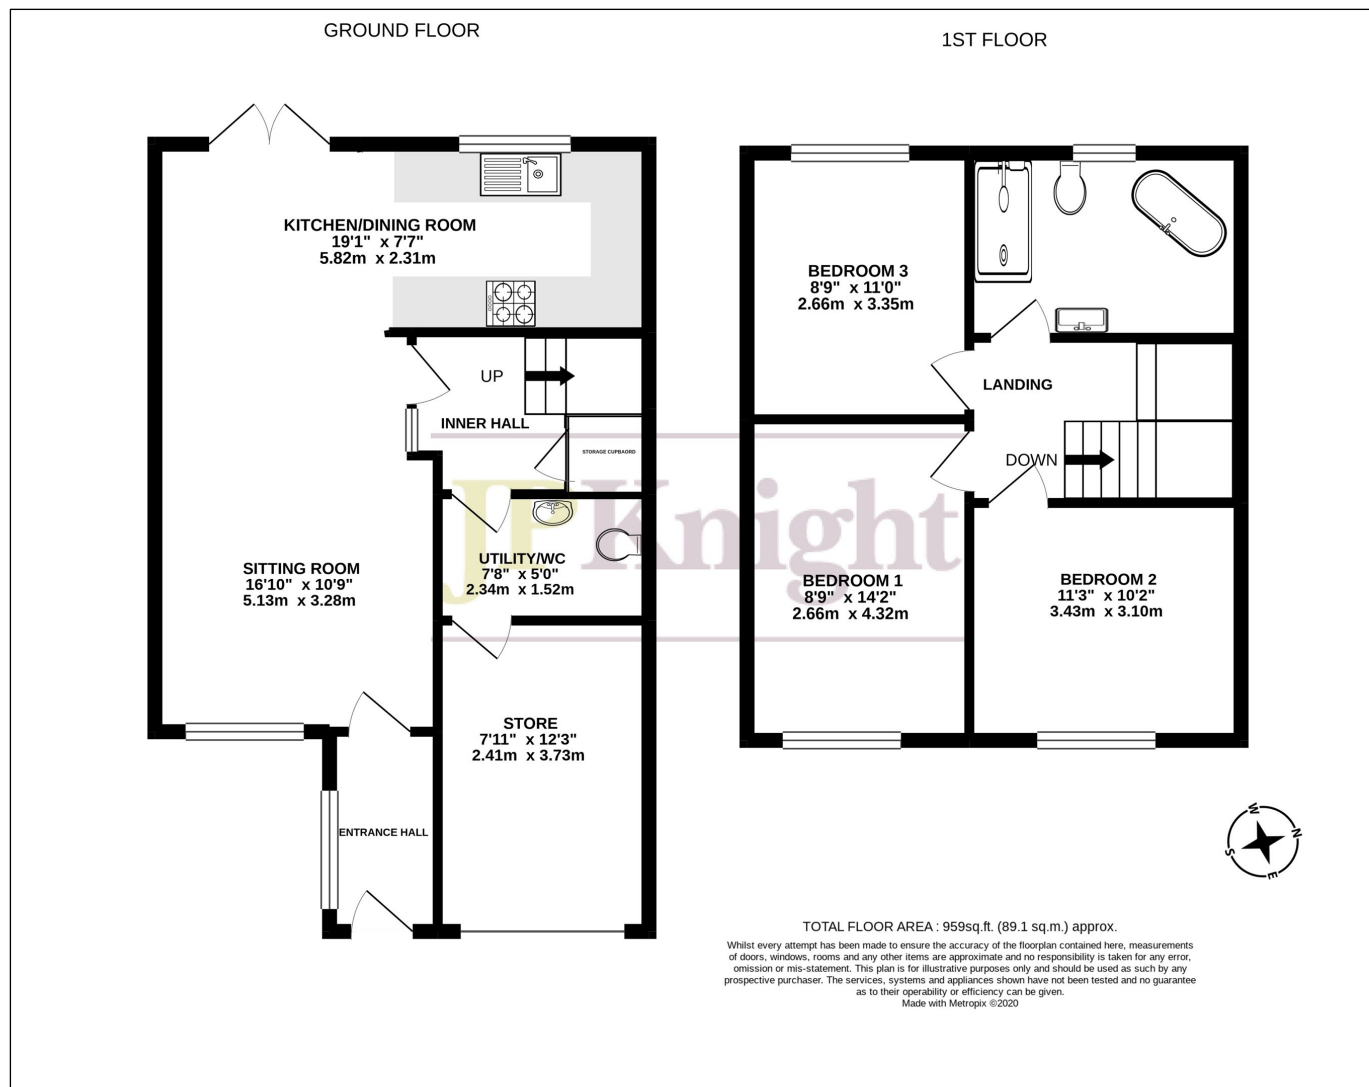 GROUND FLOOR
1ST FLOOR
KITCHEN/DINING ROOM
19'1" x 7'7"
5.82m x 2.31m
UP
INNER HALL
STORAGE CUPBAORD
SITTING ROOM
16'10" x 10'9"
5.13m x 3.28m
UTILITY/WC
7'8" x 5'0"
2.34m x 1.52m
STORE
7'11" x 12'3"
2.41m x 3.73m
ENTRANCE HALL
BEDROOM 3
8'9" x 11'0"
2.66m x 3.35m
LANDING
DOWN
BEDROOM 1
8'9" x 14'2"
2.66m x 4.32m
BEDROOM 2
11'3" x 10'2"
3.43m x 3.10m
JPKnight
W
N
S
E
TOTAL FLOOR AREA : 959sq.ft. (89.1 sq.m.) approx.
Whilst every attempt has been made to ensure the accuracy of the floorplan contained here, measurements
of doors, windows, rooms and any other items are approximate and no responsibility is taken for any error,
omission or mis-statement. This plan is for illustrative purposes only and should be used as such by any
prospective purchaser. The services, systems and appliances shown have not been tested and no guarantee
as to their operability or efficiency can be given.
Made with Metropix ©2020